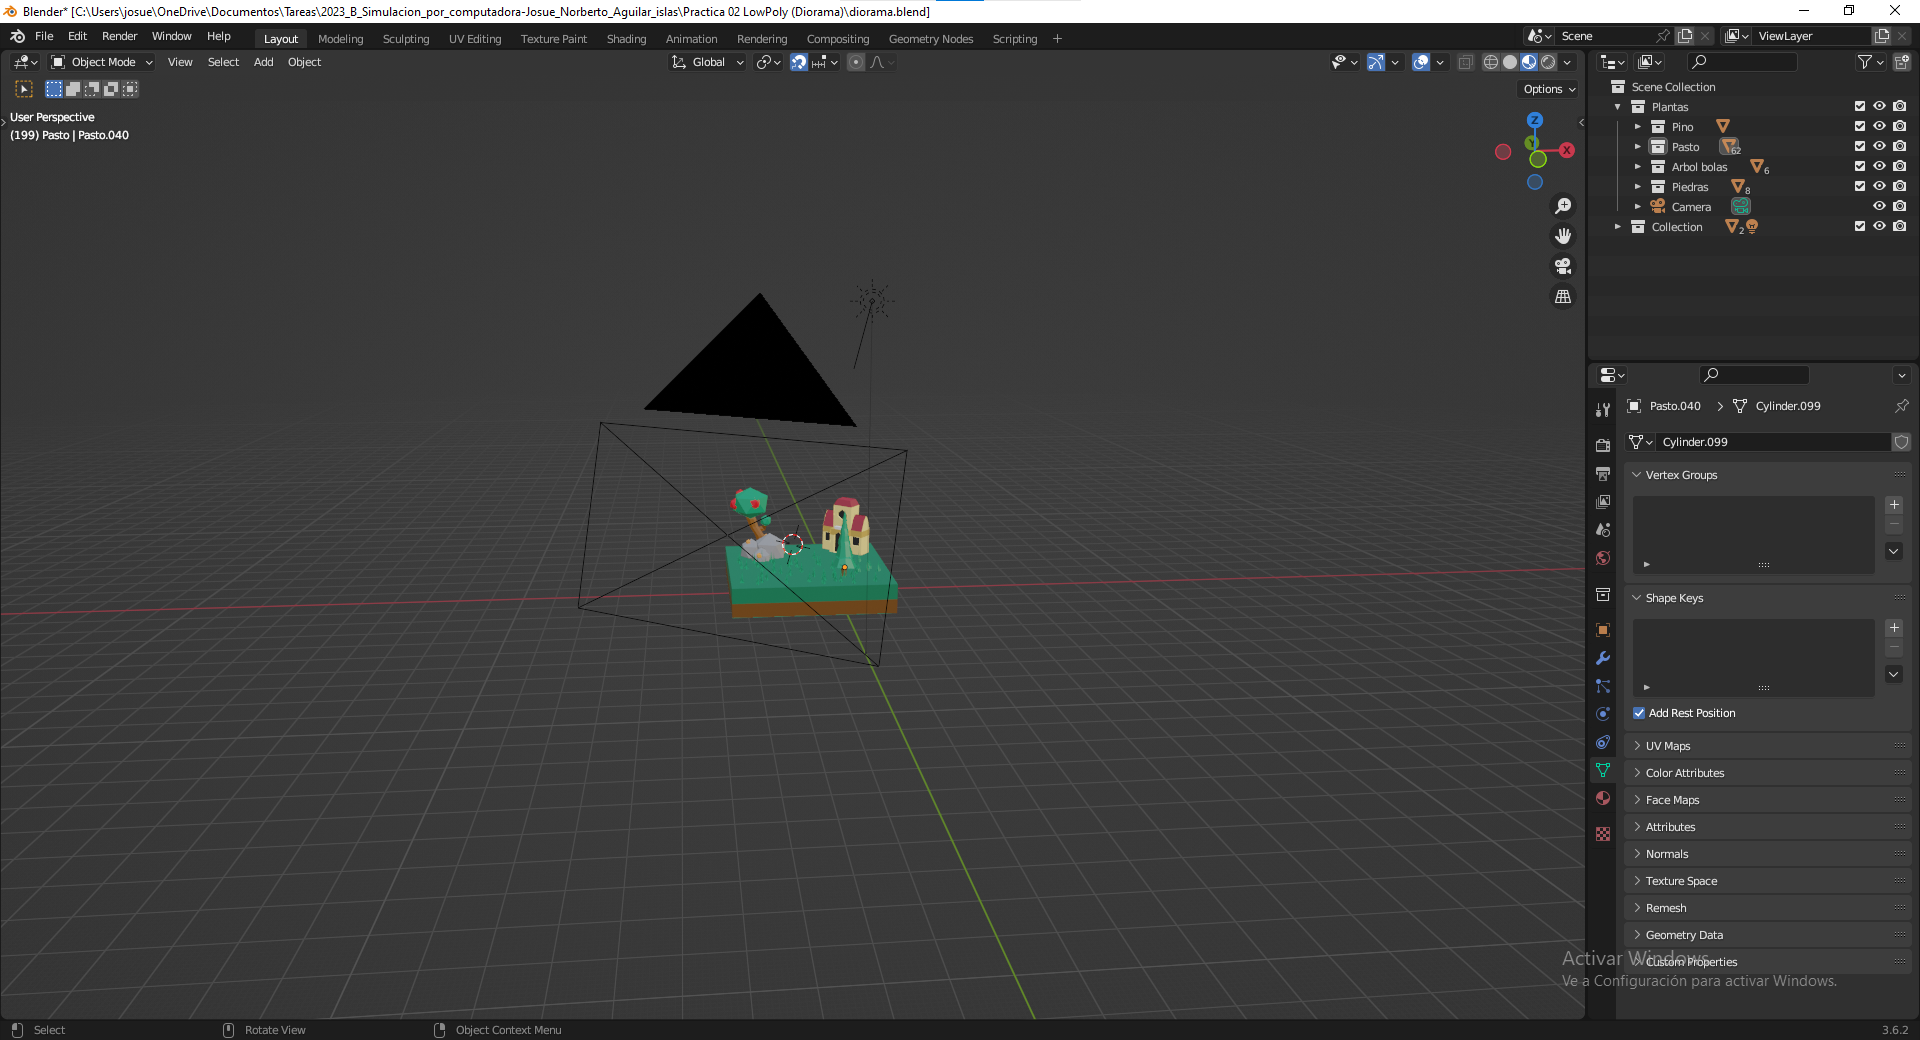 Blender* [C:\Users\josue\OneDrive\Documentos\Tareas\2023_B_Simulacion_por_computadora-Josue_Norberto_Aguilar_islas\Practica 02 LowPoly (Diorama)\diorama.blend]
File Edit Render Window Help Layout Modeling Sculpting UV Editing Texture Paint Shading Animation Rendering Compositing Geometry Nodes Scripting + Scene ViewLayer
Object Mode View Select Add Object Global
Options
User Perspective
(199) Pasto | Pasto.040
Z
Y
X
Scene Collection
Plantas
Pino
Pasto 62
Arbol bolas 6
Piedras 8
Camera
Collection 2
Pasto.040 > Cylinder.099
Cylinder.099
Vertex Groups
Shape Keys
Add Rest Position
UV Maps
Color Attributes
Face Maps
Attributes
Normals
Texture Space
Remesh
Geometry Data
Custom Properties
Activar Windows
Ve a Configuración para activar Windows.
Select Rotate View Object Context Menu 3.6.2